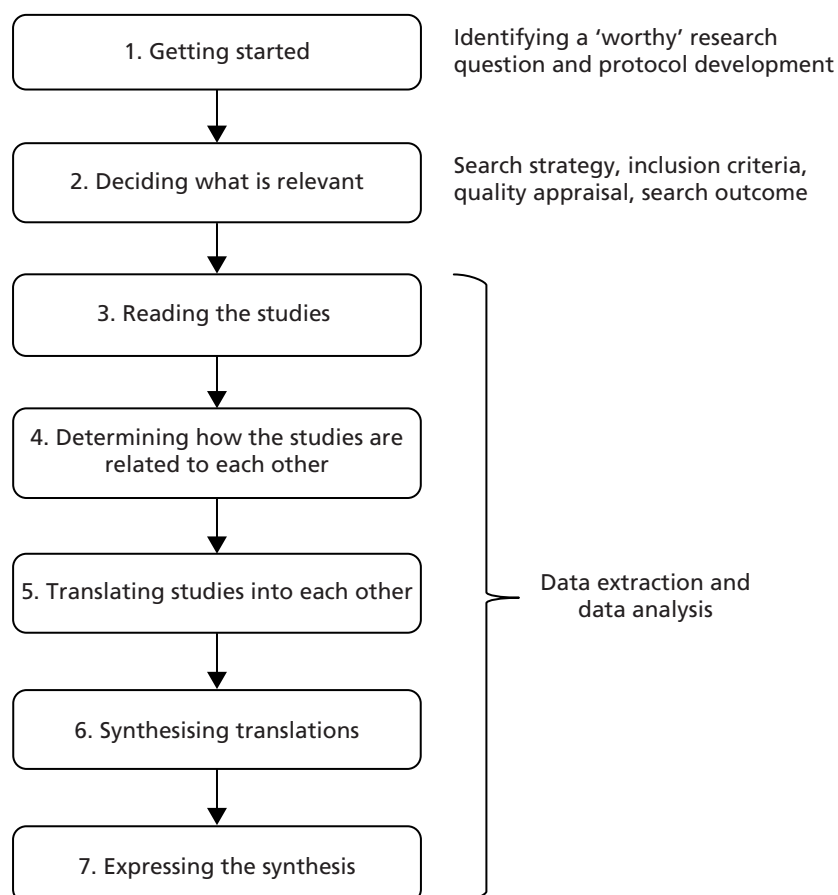 1. Getting started
Identifying a ‘worthy’ research
question and protocol development
2. Deciding what is relevant
Search strategy, inclusion criteria,
quality appraisal, search outcome
3. Reading the studies
4. Determining how the studies are
related to each other
5. Translating studies into each other
Data extraction and
data analysis
6. Synthesising translations
7. Expressing the synthesis